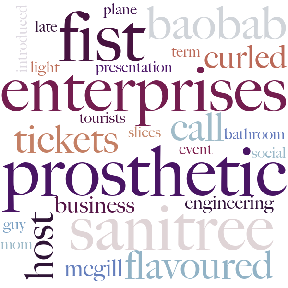 plane
introduced
late
fist
baobab
light
presentation
term
curled
enterprises
tourists
tickets
slices
call
bathroom
event
social
prosthetic
business
engineering
guy
host
sanitree
mom
mcgill
flavoured